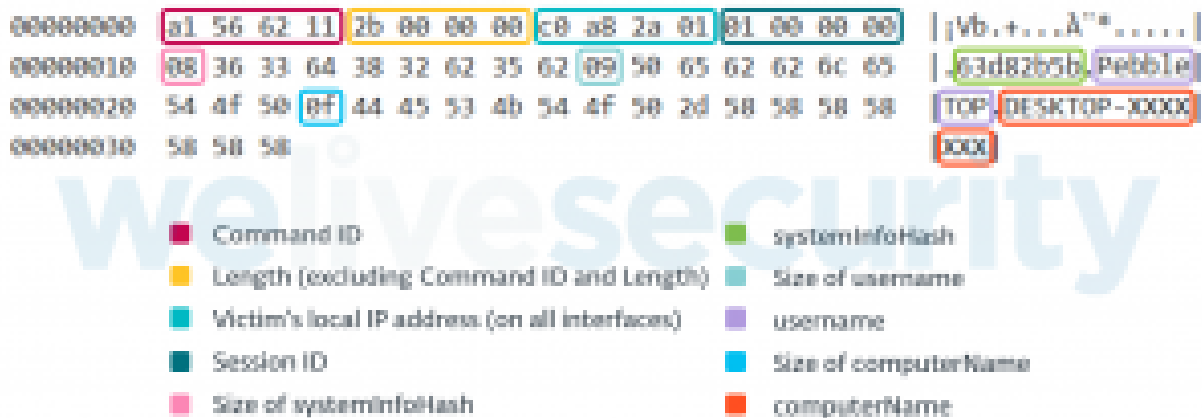 00000000 a1 56 62 11 2b 00 00 00 c0 a8 2a 01 01 00 00 00 |¡Vb.+...À¨*.....|
00000010 08 36 33 64 38 32 62 35 62 09 50 65 62 62 6c 65 |.63d82b5b.Pebble|
00000020 54 4f 50 0f 44 45 53 4b 54 4f 50 2d 58 58 58 58 |TOP.DESKTOP-XXXX|
00000030 58 58 58 |XXX|
welivesecurity
Command ID
Length (excluding Command ID and Length)
Victim's local IP address (on all interfaces)
Session ID
Size of systemInfoHash
systemInfoHash
Size of username
username
Size of computerName
computerName